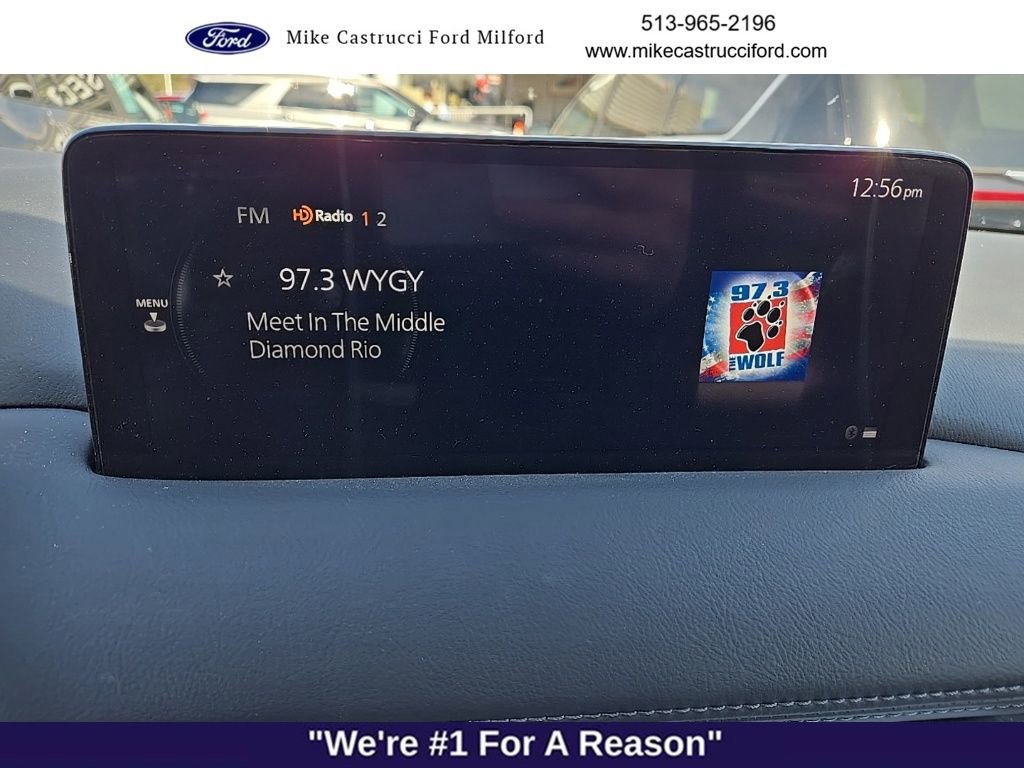 Ford
Mike Castrucci Ford Milford
513-965-2196
www.mikecastrucciford.com
12:56pm
FM HD Radio 1 2
97.3 WYGY
MENU
Meet In The Middle
Diamond Rio
97.3
THE WOLF
"We're #1 For A Reason"